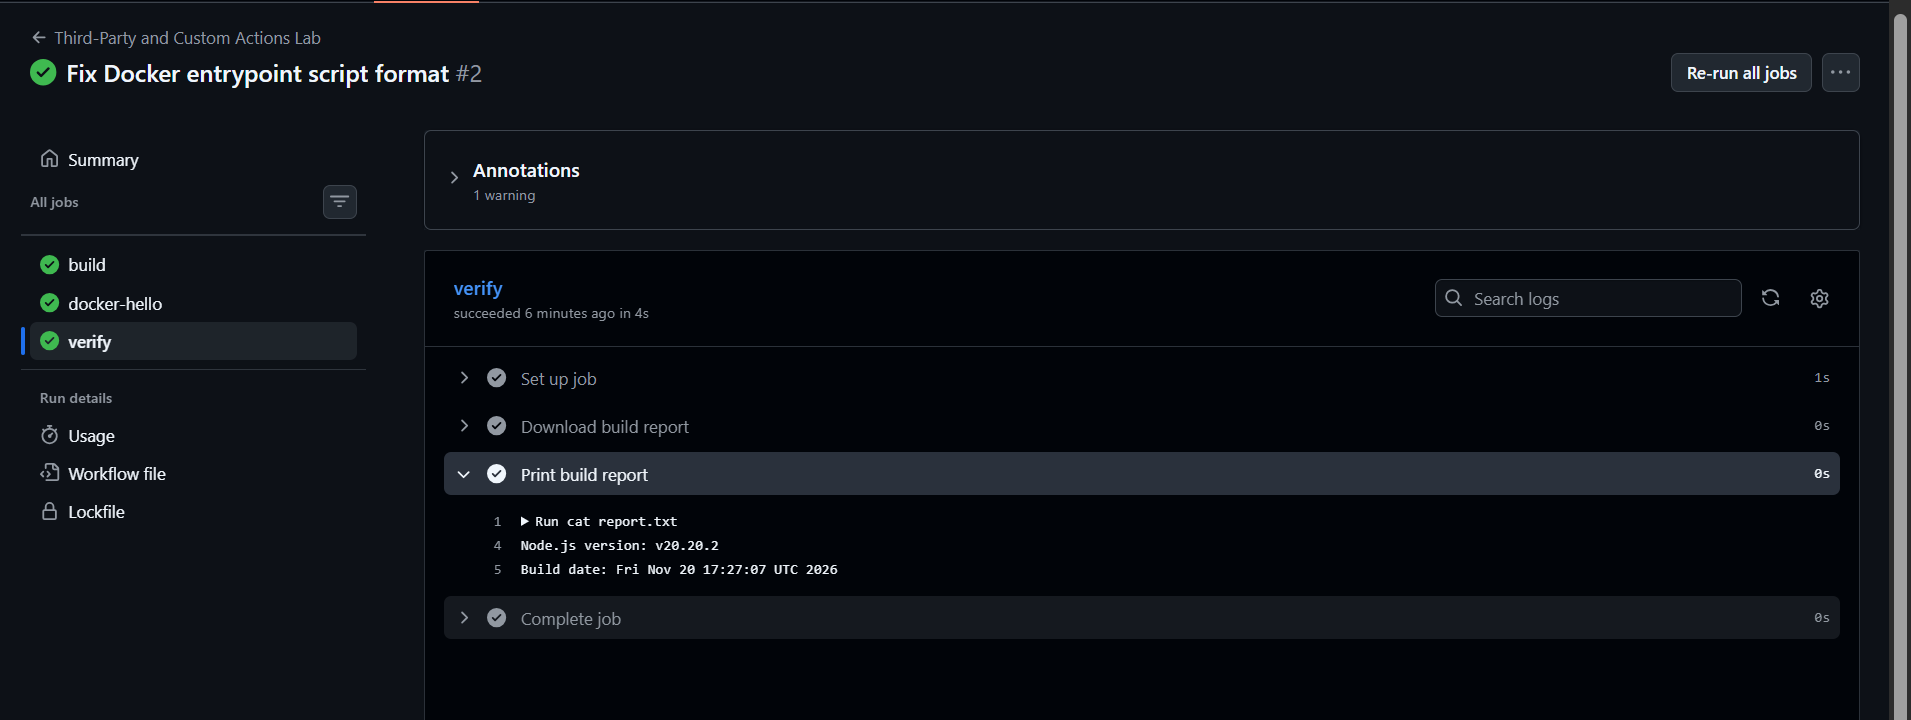 Third-Party and Custom Actions Lab
Fix Docker entrypoint script format #2
Re-run all jobs
Summary
All jobs
build
docker-hello
verify
Run details
Usage
Workflow file
Lockfile
Annotations
1 warning
verify
succeeded 6 minutes ago in 4s
Search logs
Set up job 1s
Download build report 0s
Print build report 0s
1 Run cat report.txt
4 Node.js version: v20.20.2
5 Build date: Fri Nov 20 17:27:07 UTC 2026
Complete job 0s